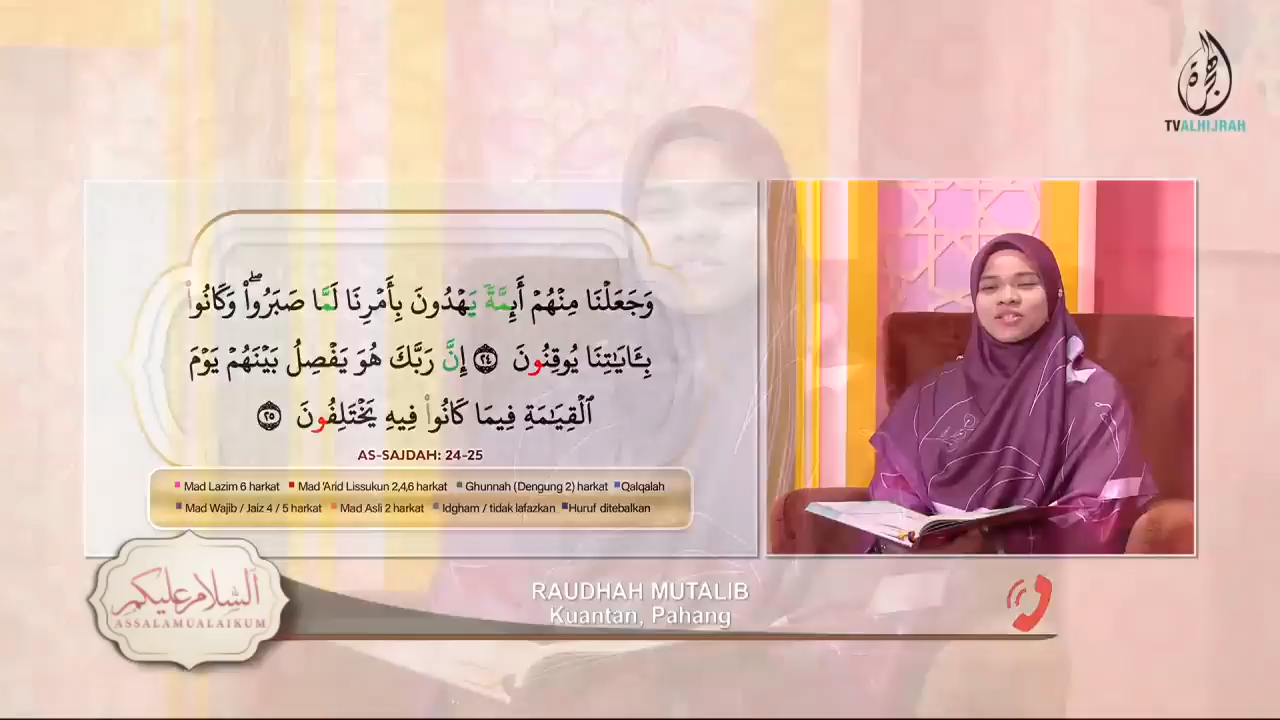 هجرة
TVALHIJRAH
وَجَعَلْنَا مِنْهُمْ أَئِمَّةً يَهْدُونَ بِأَمْرِنَا لَمَّا صَبَرُوا۟ۖ وَكَانُوا۟
بِـَٔايَـٰتِنَا يُوقِنُونَ ٢٤ إِنَّ رَبَّكَ هُوَ يَفْصِلُ بَيْنَهُمْ يَوْمَ
ٱلْقِيَـٰمَةِ فِيمَا كَانُوا۟ فِيهِ يَخْتَلِفُونَ ٢٥
AS-SAJDAH: 24-25
Mad Lazim 6 harkat Mad 'Arid Lissukun 2,4,6 harkat Ghunnah (Dengung 2) harkat Qalqalah
Mad Wajib / Jaiz 4 / 5 harkat Mad Asli 2 harkat Idgham / tidak lafazkan Huruf ditebalkan
السلام عليكم
ASSALAMUALAIKUM
RAUDHAH MUTALIB
Kuantan, Pahang